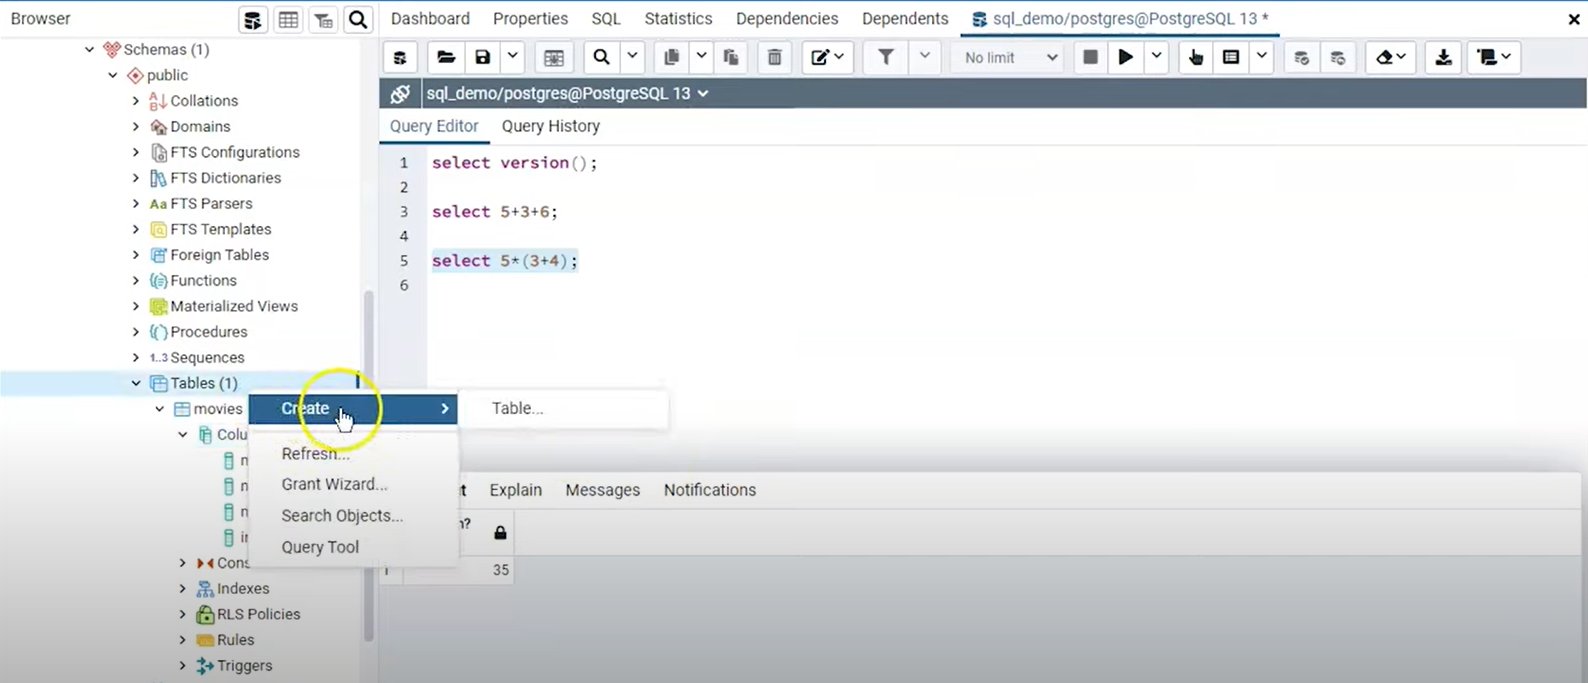 Browser
Dashboard Properties SQL Statistics Dependencies Dependents sql_demo/postgres@PostgreSQL 13 *
Schemas (1)
public
Collations
Domains
FTS Configurations
FTS Dictionaries
Aa FTS Parsers
FTS Templates
Foreign Tables
Functions
Materialized Views
Procedures
1..3 Sequences
Tables (1)
movies
Colu
n
n
n
in
Cons
Indexes
RLS Policies
Rules
Triggers
Create
Table...
Refresh...
Grant Wizard...
Search Objects...
Query Tool
No limit
sql_demo/postgres@PostgreSQL 13
Query Editor Query History
1 select version();
2
3 select 5+3+6;
4
5 select 5*(3+4);
6
t Explain Messages Notifications
n?
1 35